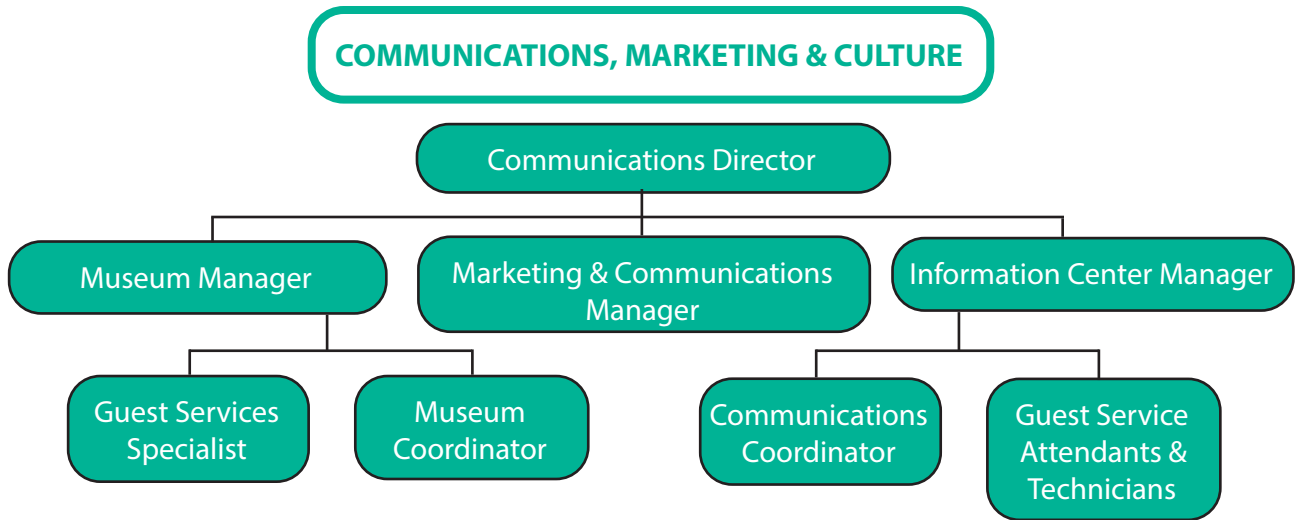 COMMUNICATIONS, MARKETING & CULTURE
Communications Director
Museum Manager
Marketing & Communications
Manager
Information Center Manager
Guest Services
Specialist
Museum
Coordinator
Communications
Coordinator
Guest Service
Attendants &
Technicians